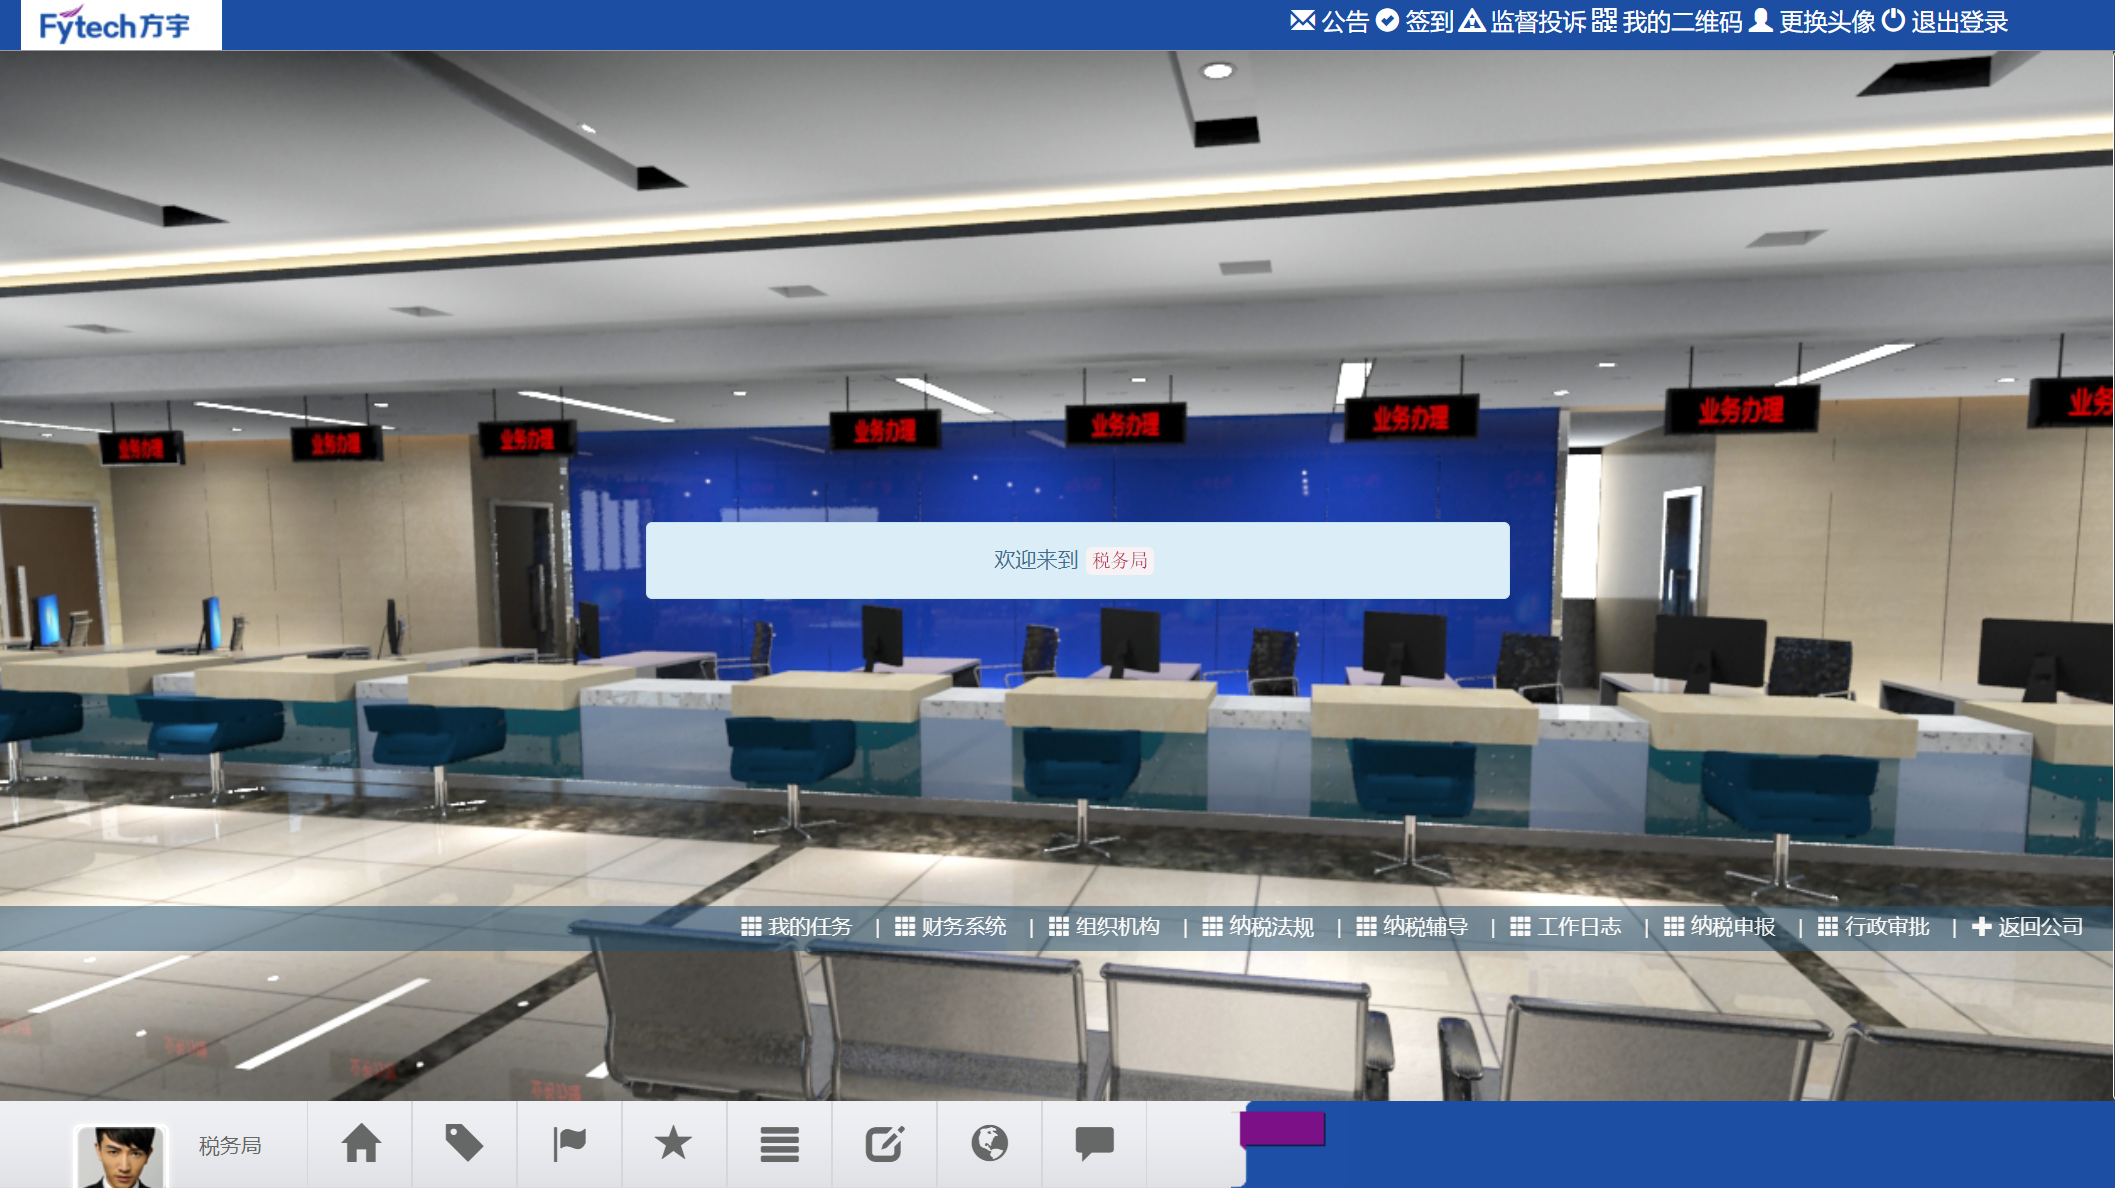 Fytech方宇
公告 签到 监督投诉 我的二维码 更换头像 退出登录
业务办理 业务办理 业务办理 业务办理 业务办理 业务办理 业务办理 业务
欢迎来到 税务局
我的任务 | 财务系统 | 组织机构 | 纳税法规 | 纳税辅导 | 工作日志 | 纳税申报 | 行政审批 | 返回公司
税务局